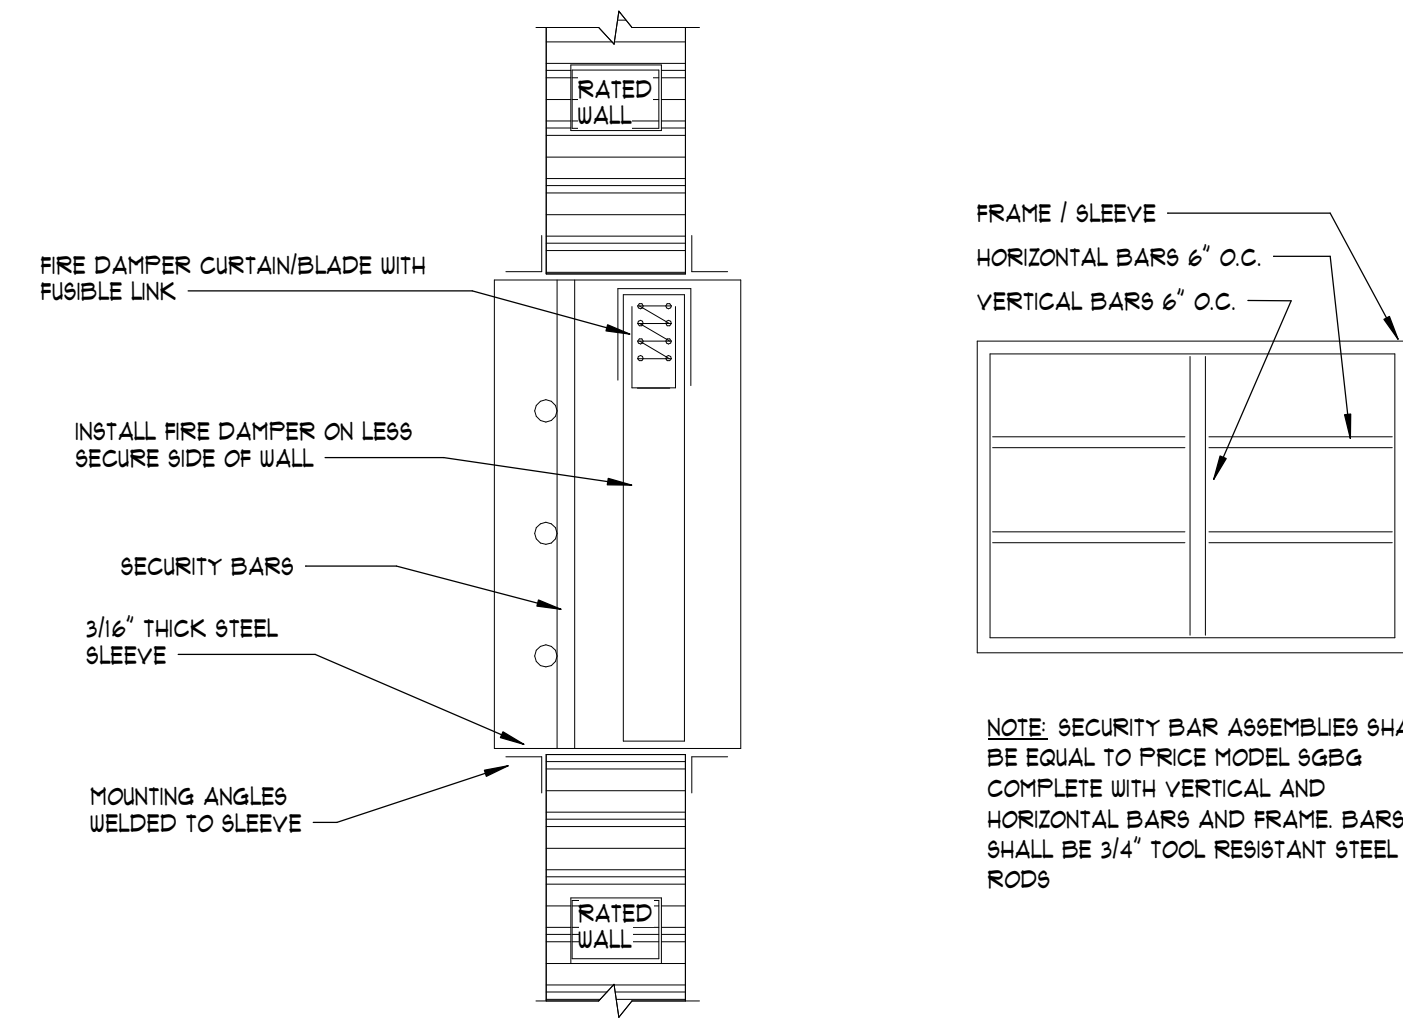 RATED
WALL
FIRE DAMPER CURTAIN/BLADE WITH
FUSIBLE LINK
INSTALL FIRE DAMPER ON LESS
SECURE SIDE OF WALL
SECURITY BARS
3/16" THICK STEEL
SLEEVE
MOUNTING ANGLES
WELDED TO SLEEVE
RATED
WALL
FRAME / SLEEVE
HORIZONTAL BARS 6" O.C.
VERTICAL BARS 6" O.C.
NOTE: SECURITY BAR ASSEMBLIES
BE EQUAL TO PRICE MODEL SGBG
COMPLETE WITH VERTICAL AND
HORIZONTAL BARS AND FRAME. BARS
SHALL BE 3/4" TOOL RESISTANT STEEL
RODS